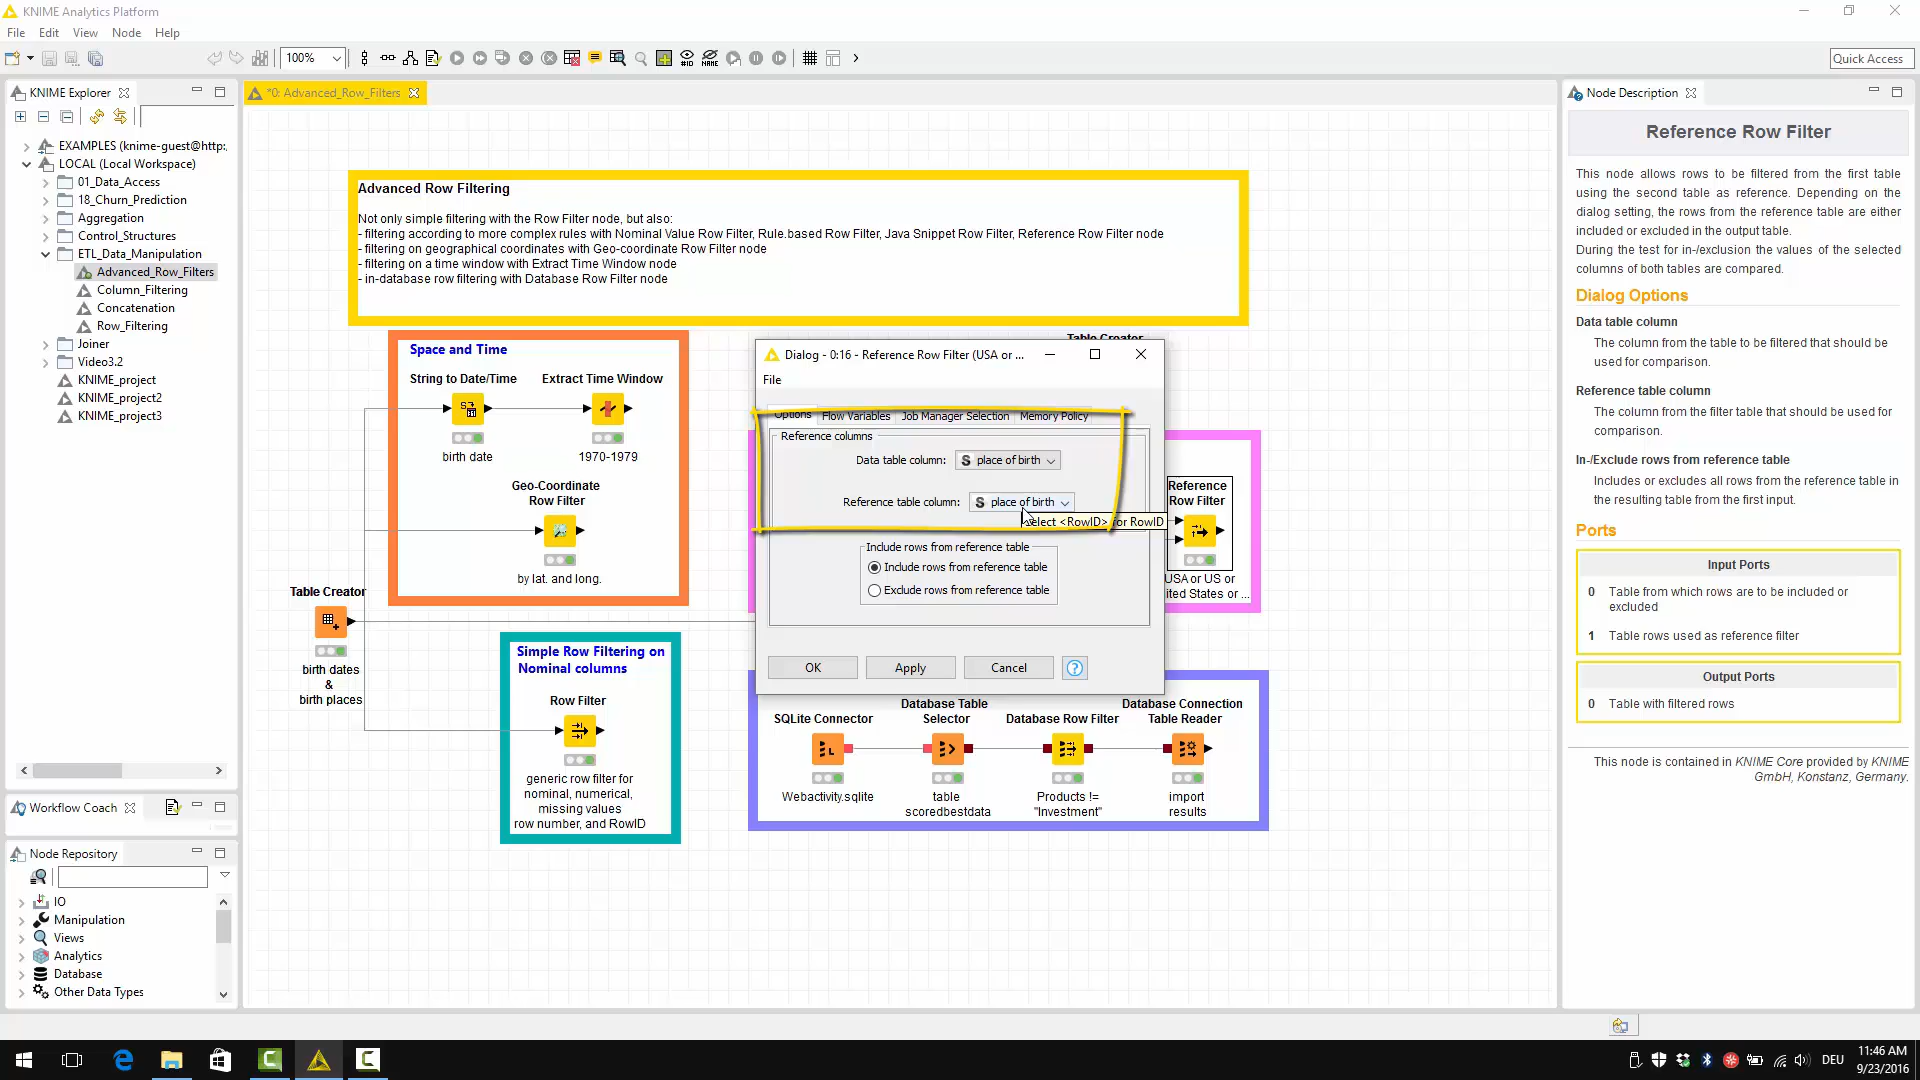 KNIME Analytics Platform
File Edit View Node Help
100%
Quick Access
KNIME Explorer
EXAMPLES (knime-guest@http:,
LOCAL (Local Workspace)
01_Data_Access
18_Churn_Prediction
Aggregation
Control_Structures
ETL_Data_Manipulation
Advanced_Row_Filters
Column_Filtering
Concatenation
Row_Filtering
Joiner
Video3.2
KNIME_project
KNIME_project2
KNIME_project3
Workflow Coach
Node Repository
IO
Manipulation
Views
Analytics
Database
Other Data Types
*0: Advanced_Row_Filters
Advanced Row Filtering
Not only simple filtering with the Row Filter node, but also:
- filtering according to more complex rules with Nominal Value Row Filter, Rule.based Row Filter, Java Snippet Row Filter, Reference Row Filter node
- filtering on geographical coordinates with Geo-coordinate Row Filter node
- filtering on a time window with Extract Time Window node
- in-database row filtering with Database Row Filter node
Space and Time
String to Date/Time Extract Time Window
birth date 1970-1979
Geo-Coordinate
Row Filter
by lat. and long.
Table Creator
birth dates
&
birth places
Simple Row Filtering on
Nominal columns
Row Filter
generic row filter for
nominal, numerical,
missing values
row number, and RowID
Table Creator
Dialog - 0:16 - Reference Row Filter (USA or ...
File
Options Flow Variables Job Manager Selection Memory Policy
Reference columns
Data table column: S place of birth
Reference table column: S place of birth
Select <RowID> for RowID
Include rows from reference table
Include rows from reference table
Exclude rows from reference table
OK Apply Cancel ?
Reference
Row Filter
USA or US or
ited States or ...
SQLite Connector
Webactivity.sqlite
Database Table
Selector
table
scoredbestdata
Database Row Filter
Products !=
"Investment"
Database Connection
Table Reader
import
results
Node Description
Reference Row Filter
This node allows rows to be filtered from the first table
using the second table as reference. Depending on the
dialog setting, the rows from the reference table are either
included or excluded in the output table.
During the test for in-/exclusion the values of the selected
columns of both tables are compared.
Dialog Options
Data table column
The column from the table to be filtered that should be
used for comparison.
Reference table column
The column from the filter table that should be used for
comparison.
In-/Exclude rows from reference table
Includes or excludes all rows from the reference table in
the resulting table from the first input.
Ports
Input Ports
0 Table from which rows are to be included or
excluded
1 Table rows used as reference filter
Output Ports
0 Table with filtered rows
This node is contained in KNIME Core provided by KNIME
GmbH, Konstanz, Germany.
DEU
11:46 AM
9/23/2016